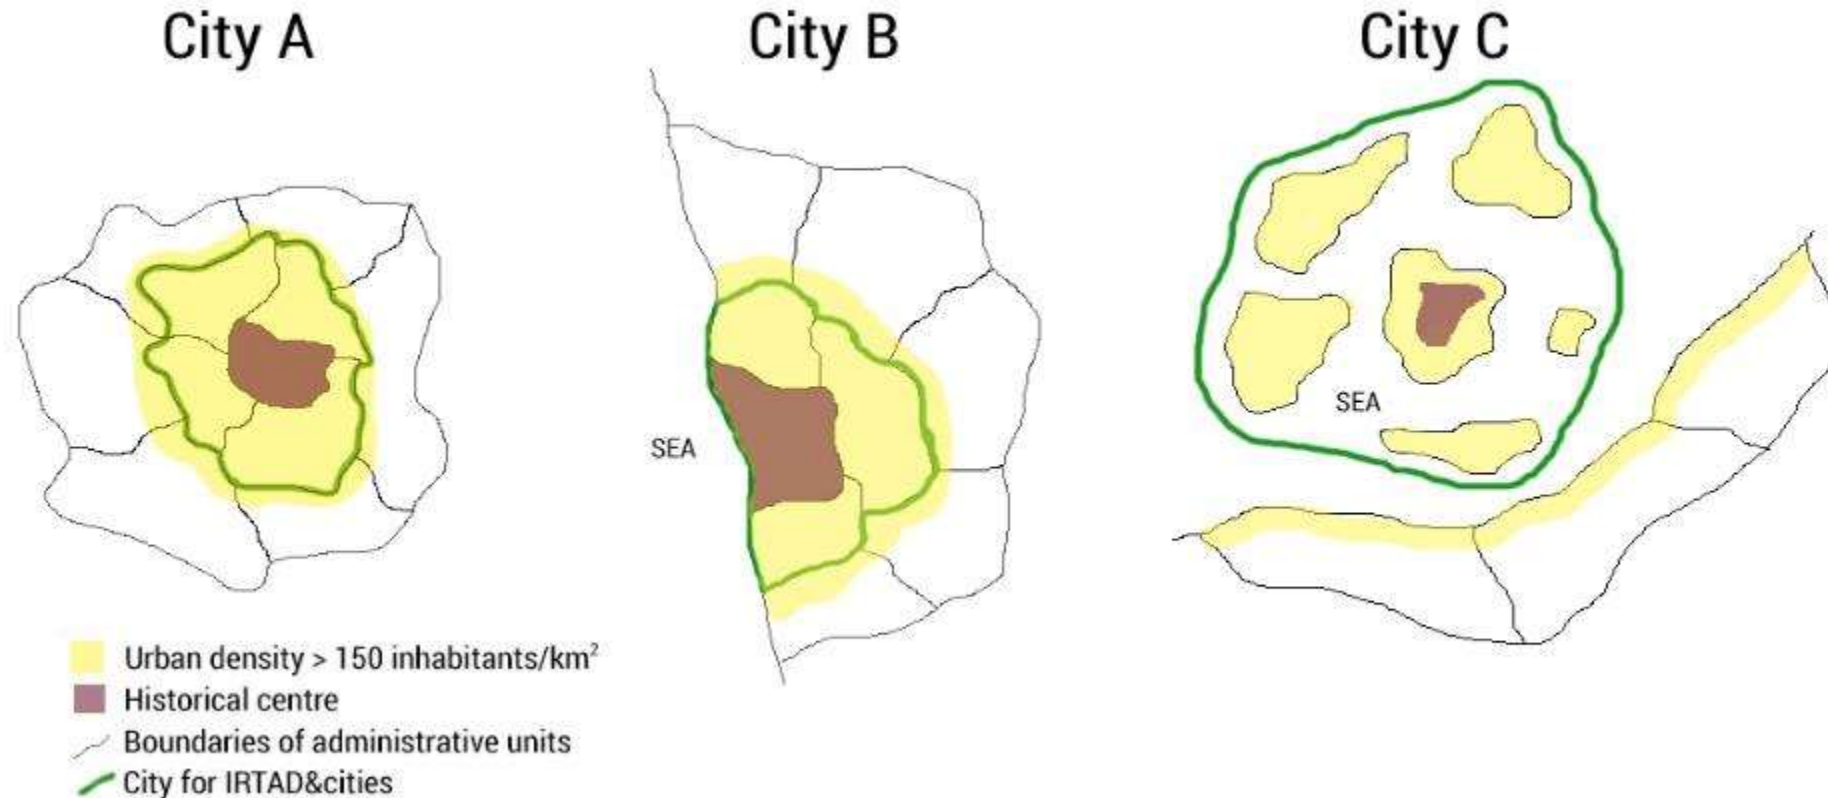 City A
City B
City C
SEA
SEA
Urban density > 150 inhabitants/km²
Historical centre
Boundaries of administrative units
City for IRTAD&cities